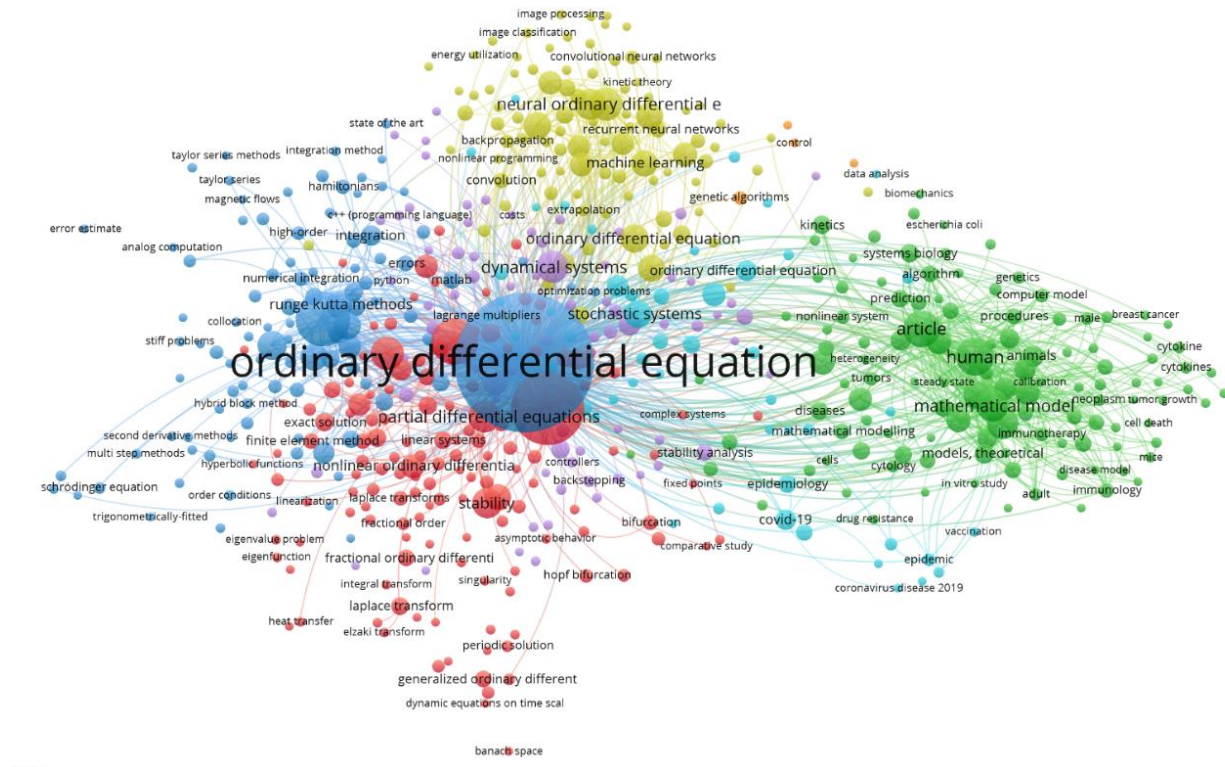 image processing
image classification
energy utilization
convolutional neural networks
kinetic theory
neural ordinary differential e
state of the art
recurrent neural networks
backpropagation
control
taylor series methods
integration method
nonlinear programming
machine learning
data analysis
taylor series
hamiltonians
convolution
biomechanics
magnetic flows
genetic algorithms
c++ (programming language)
costs
extrapolation
error estimate
high-order
integration
kinetics
escherichia coli
analog computation
ordinary differential equation
systems biology
errors
dynamical systems
ordinary differential equation
algorithm
genetics
numerical integration
python
matlab
optimization problems
prediction
computer model
runge kutta methods
lagrange multipliers
stochastic systems
nonlinear system
procedures
male
breast cancer
collocation
article
stiff problems
cytokine
ordinary differential equation
heterogeneity
human
animals
cytokines
tumors
steady state
calibration
hybrid block method
neoplasm tumor growth
partial differential equations
complex systems
diseases
mathematical model
exact solution
cell death
second derivative methods
finite element method
linear systems
mathematical modelling
immunotherapy
multi step methods
stability analysis
models, theoretical
mice
hyperbolic functions
nonlinear ordinary differentia
controllers
cells
cytology
disease model
schrodinger equation
order conditions
linearization
laplace transforms
backstepping
fixed points
epidemiology
in vitro study
adult
immunology
stability
trigonometrically-fitted
fractional order
bifurcation
covid-19
drug resistance
vaccination
eigenvalue problem
asymptotic behavior
comparative study
eigenfunction
fractional ordinary differenti
epidemic
integral transform
singularity
hopf bifurcation
coronavirus disease 2019
laplace transform
heat transfer
elzaki transform
periodic solution
generalized ordinary different
dynamic equations on time scal
banach space